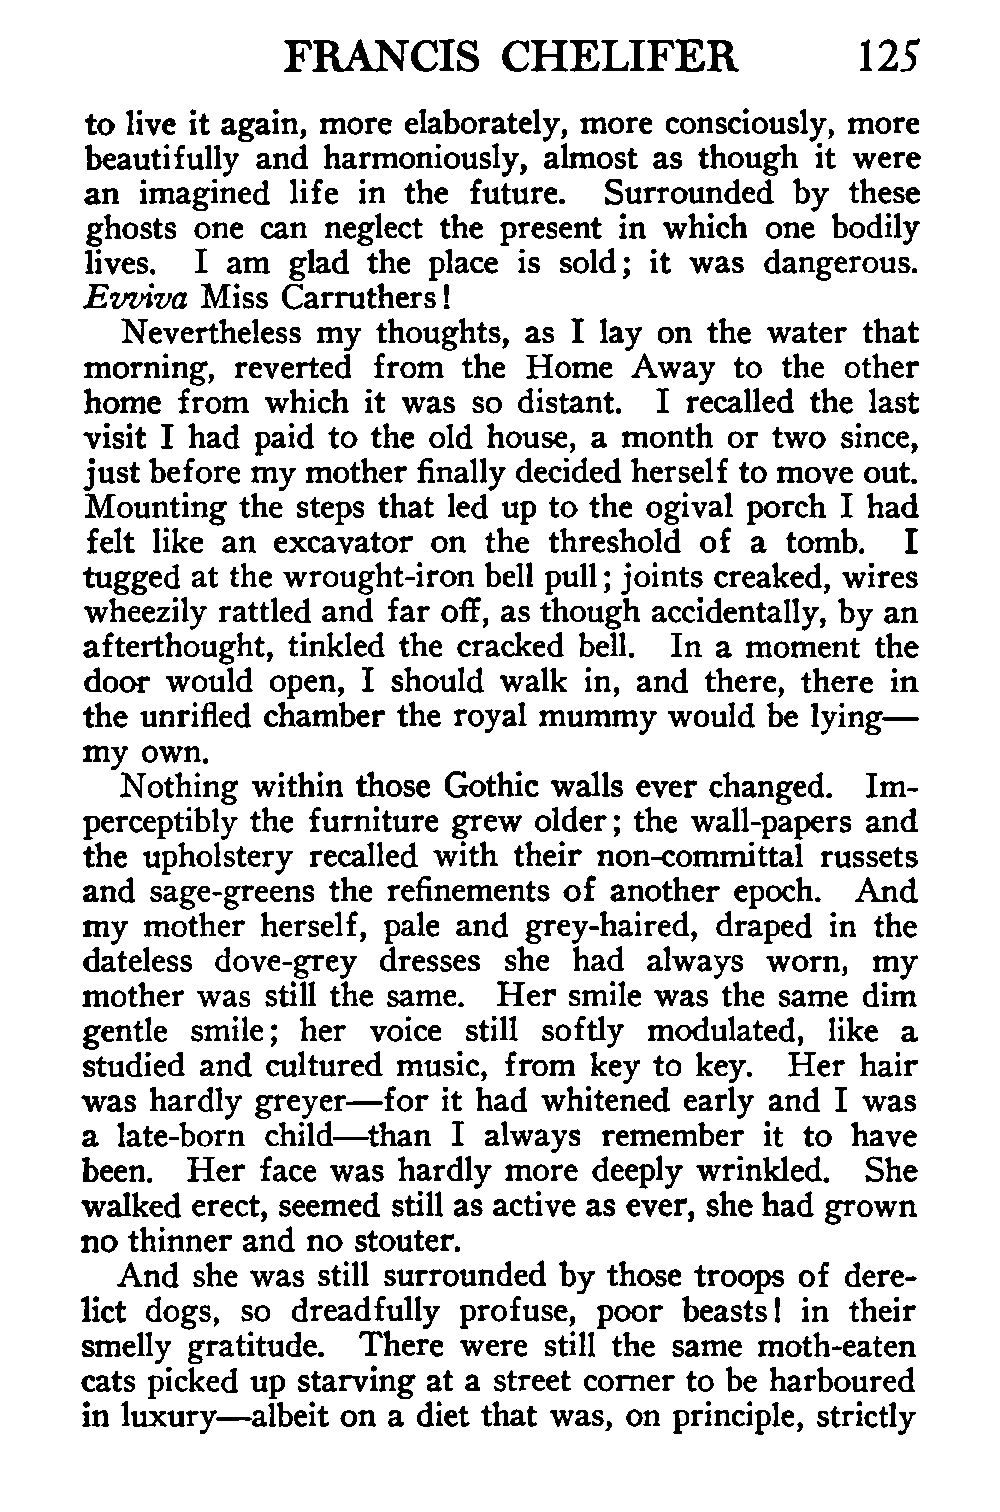 FRANCIS CHELIFER 125
to live it again, more elaborately, more consciously, more
beautifully and harmoniously, almost as though it were
an imagined life in the future. Surrounded by these
ghosts one can neglect the present in which one bodily
lives. I am glad the place is sold; it was dangerous.
Evviva Miss Carruthers!
Nevertheless my thoughts, as I lay on the water that
morning, reverted from the Home Away to the other
home from which it was so distant. I recalled the last
visit I had paid to the old house, a month or two since,
just before my mother finally decided herself to move out.
Mounting the steps that led up to the ogival porch I had
felt like an excavator on the threshold of a tomb. I
tugged at the wrought-iron bell pull; joints creaked, wires
wheezily rattled and far off, as though accidentally, by an
afterthought, tinkled the cracked bell. In a moment the
door would open, I should walk in, and there, there in
the unrifled chamber the royal mummy would be lying—
my own.
Nothing within those Gothic walls ever changed. Im-
perceptibly the furniture grew older; the wall-papers and
the upholstery recalled with their non-committal russets
and sage-greens the refinements of another epoch. And
my mother herself, pale and grey-haired, draped in the
dateless dove-grey dresses she had always worn, my
mother was still the same. Her smile was the same dim
gentle smile; her voice still softly modulated, like a
studied and cultured music, from key to key. Her hair
was hardly greyer—for it had whitened early and I was
a late-born child—than I always remember it to have
been. Her face was hardly more deeply wrinkled. She
walked erect, seemed still as active as ever, she had grown
no thinner and no stouter.
And she was still surrounded by those troops of dere-
lict dogs, so dreadfully profuse, poor beasts! in their
smelly gratitude. There were still the same moth-eaten
cats picked up starving at a street corner to be harboured
in luxury—albeit on a diet that was, on principle, strictly